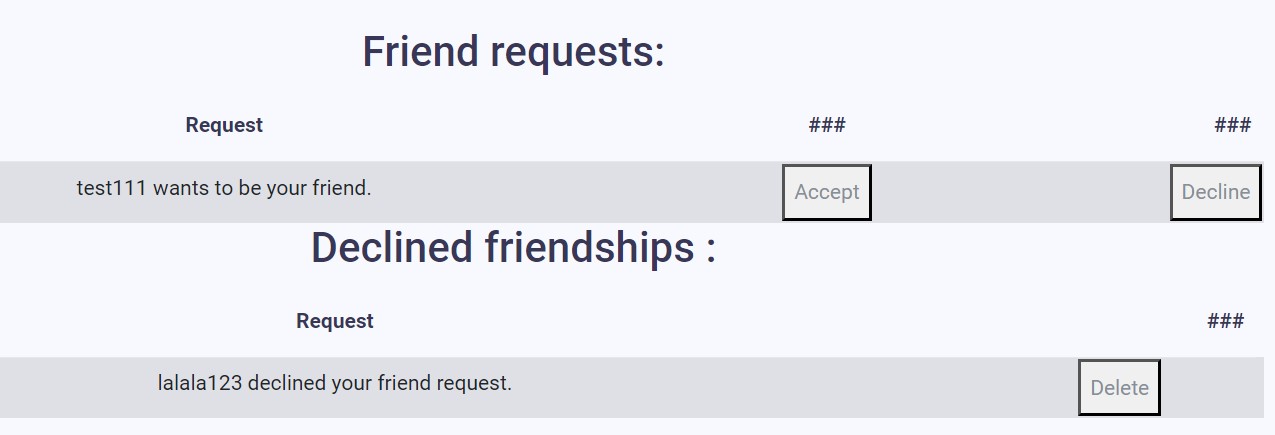 Friend requests:
Request ### ###
test111 wants to be your friend. Accept Decline
Declined friendships :
Request ###
lalala123 declined your friend request. Delete